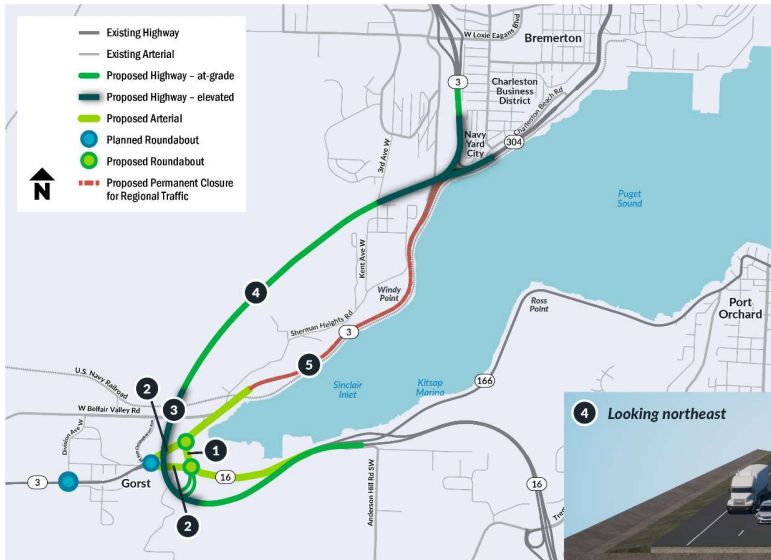 Existing Highway
Existing Arterial
Proposed Highway – at-grade
Proposed Highway – elevated
Proposed Arterial
Planned Roundabout
Proposed Roundabout
Proposed Permanent Closure
for Regional Traffic
N
W Loxie Eagans Blvd
Bremerton
3
Charleston
Business
District
Charleston Beach Rd
Navy
Yard
City
304
3rd Ave W
Puget
Sound
Kent Ave W
4
Windy
Point
Ross
Point
Port
Orchard
Sherman Heights Rd
3
5
U.S. Navy Railroad
2
Sinclair
Inlet
Kitsap
Marina
166
W Belfair Valley Rd
3
Division Ave W
1
4
Looking northeast
3
Gorst
16
2
Anderson Hill Rd SW
16